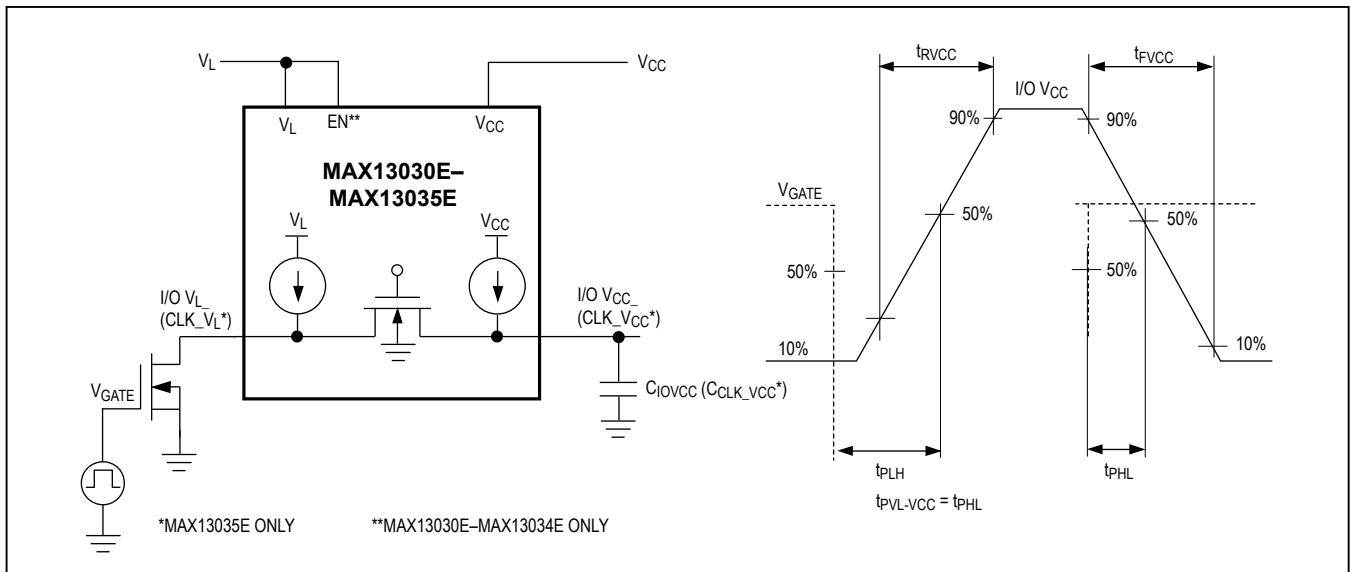 VL
VCC
VL
EN**
VCC
MAX13030E–
MAX13035E
VL
VCC
I/O VL_
(CLK_VL*)
I/O VCC_
(CLK_VCC*)
VGATE
CIOVCC (CCLK_VCC*)
*MAX13035E ONLY
**MAX13030E–MAX13034E ONLY
tRVCC
tFVCC
I/O VCC
90%
90%
VGATE
50%
50%
50%
50%
10%
10%
tPLH
tPHL
tPVL-VCC = tPHL